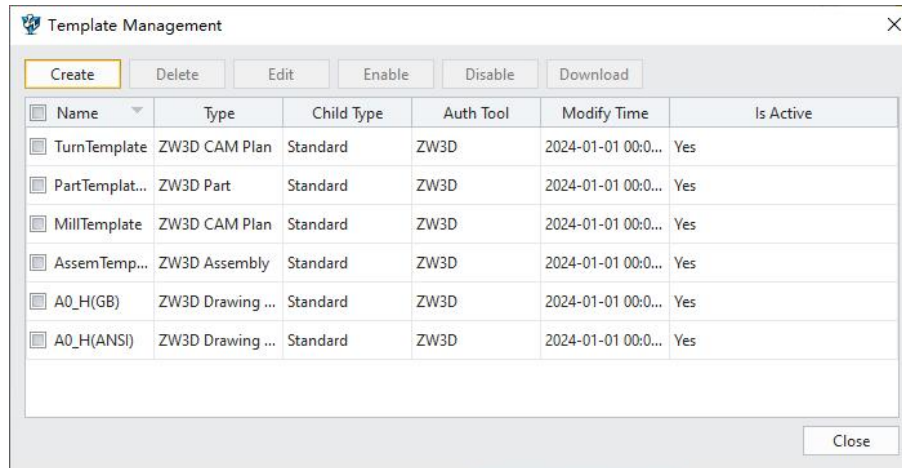 Template Management
Create Delete Edit Enable Disable Download
Name Type Child Type Auth Tool Modify Time Is Active
TurnTemplate ZW3D CAM Plan Standard ZW3D 2024-01-01 00:0... Yes
PartTemplat... ZW3D Part Standard ZW3D 2024-01-01 00:0... Yes
MillTemplate ZW3D CAM Plan Standard ZW3D 2024-01-01 00:0... Yes
AssemTemp... ZW3D Assembly Standard ZW3D 2024-01-01 00:0... Yes
A0_H(GB) ZW3D Drawing ... Standard ZW3D 2024-01-01 00:0... Yes
A0_H(ANSI) ZW3D Drawing ... Standard ZW3D 2024-01-01 00:0... Yes
Close